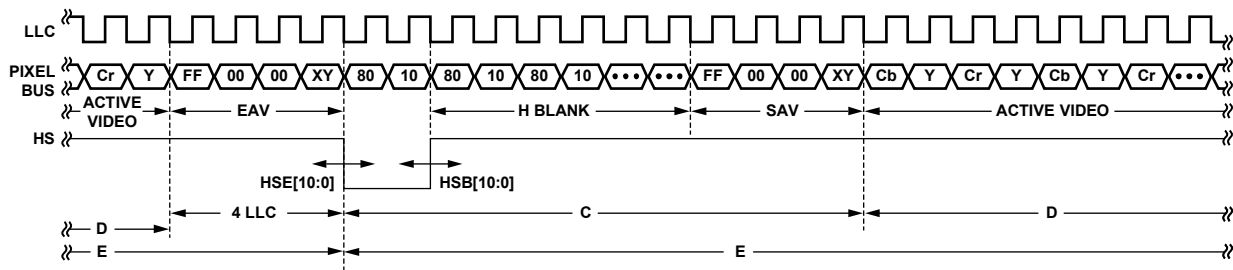 LLC
PIXEL BUS Cr Y FF 00 00 XY 80 10 80 10 80 10 ••• ••• FF 00 00 XY Cb Y Cr Y Cb Y Cr •••
ACTIVE VIDEO EAV H BLANK SAV ACTIVE VIDEO
HS
HSE[10:0] HSB[10:0]
4 LLC C D
D
E E